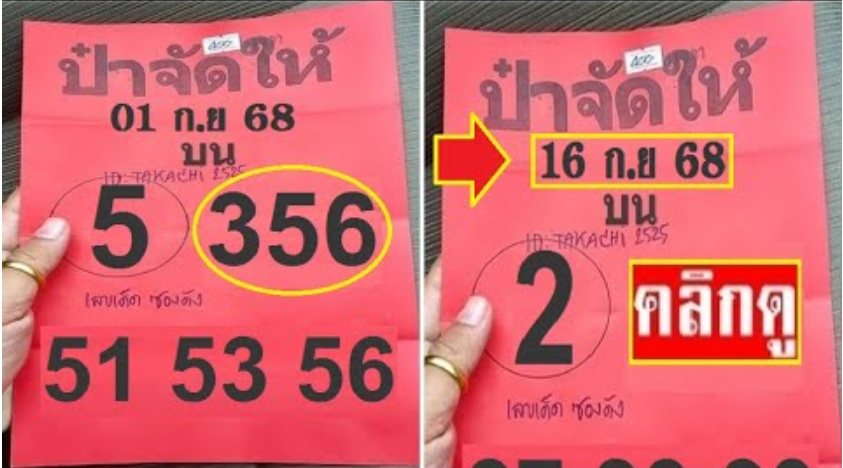 ป๋าจัดให้
400
01 ก.ย 68
บน
ID: TAKACHI 2525
5 356
เลขเด็ด ซองดัง
51 53 56
ป๋าจัดให้
400
16 ก.ย 68
บน
ID: TAKACHI 2525
2 คลิกดู
เลขเด็ด ซองดัง